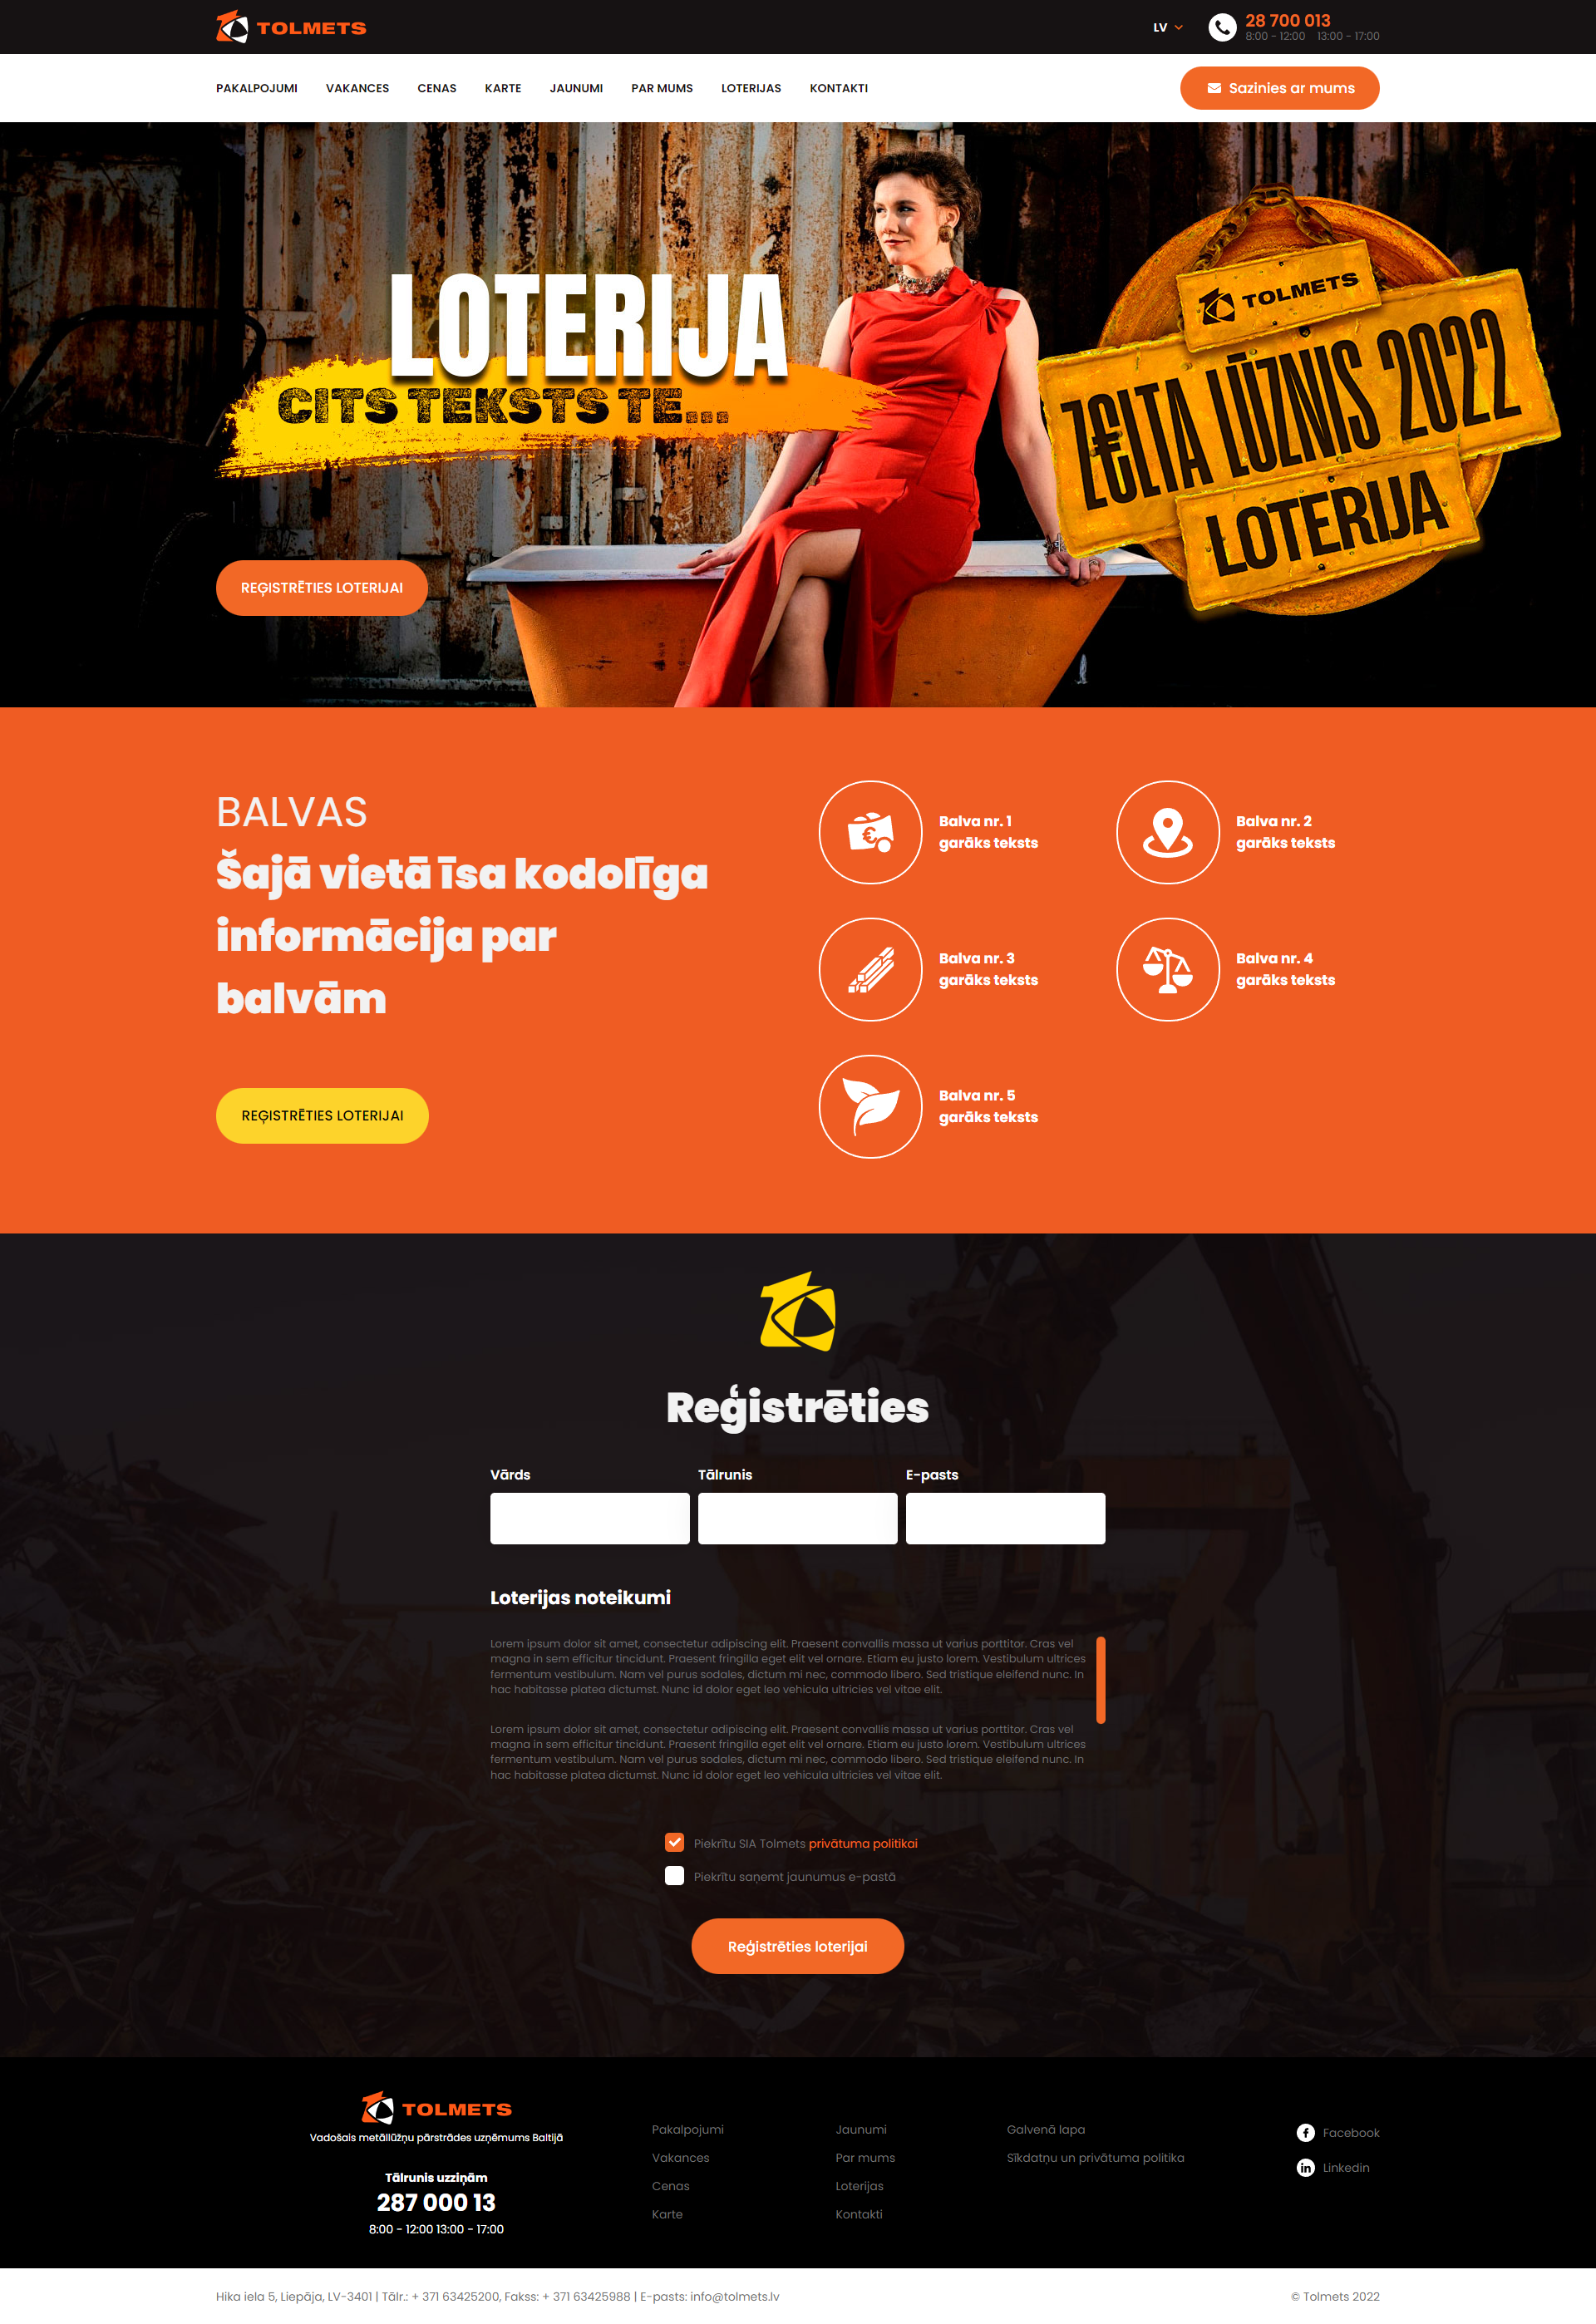 TOLMETS
LV
28 700 013
8:00 - 12:00 13:00 - 17:00
PAKALPOJUMI VAKANCES CENAS KARTE JAUNUMI PAR MUMS LOTERIJAS KONTAKTI
Sazinies ar mums
LOTERIJA
CITS TEKSTS TE...
REĢISTRĒTIES LOTERIJAI
TOLMETS
ZELTA LŪZNIS 2022
LOTERIJA
BALVAS
Šajā vietā īsa kodolīga
informācija par
balvām
REĢISTRĒTIES LOTERIJAI
Balva nr. 1
garāks teksts
Balva nr. 2
garāks teksts
Balva nr. 3
garāks teksts
Balva nr. 4
garāks teksts
Balva nr. 5
garāks teksts
Reģistrēties
Vārds Tālrunis E-pasts
Loterijas noteikumi
Lorem ipsum dolor sit amet, consectetur adipiscing elit. Praesent convallis massa ut varius porttitor. Cras vel
magna in sem efficitur tincidunt. Praesent fringilla eget elit vel ornare. Etiam eu justo lorem. Vestibulum ultrices
fermentum vestibulum. Nam vel purus sodales, dictum mi nec, commodo libero. Sed tristique eleifend nunc. In
hac habitasse platea dictumst. Nunc id dolor eget leo vehicula ultricies vel vitae elit.
Lorem ipsum dolor sit amet, consectetur adipiscing elit. Praesent convallis massa ut varius porttitor. Cras vel
magna in sem efficitur tincidunt. Praesent fringilla eget elit vel ornare. Etiam eu justo lorem. Vestibulum ultrices
fermentum vestibulum. Nam vel purus sodales, dictum mi nec, commodo libero. Sed tristique eleifend nunc. In
hac habitasse platea dictumst. Nunc id dolor eget leo vehicula ultricies vel vitae elit.
Piekrītu SIA Tolmets privātuma politikai
Piekrītu saņemt jaunumus e-pastā
Reģistrēties loterijai
TOLMETS
Vadošais metāllūžņu pārstrādes uzņēmums Baltijā
Tālrunis uzziņām
287 000 13
8:00 - 12:00 13:00 - 17:00
Pakalpojumi
Vakances
Cenas
Karte
Jaunumi
Par mums
Loterijas
Kontakti
Galvenā lapa
Sīkdatņu un privātuma politika
Facebook
Linkedin
Hika iela 5, Liepāja, LV-3401 | Tālr.: + 371 63425200, Fakss: + 371 63425988 | E-pasts: info@tolmets.lv
© Tolmets 2022